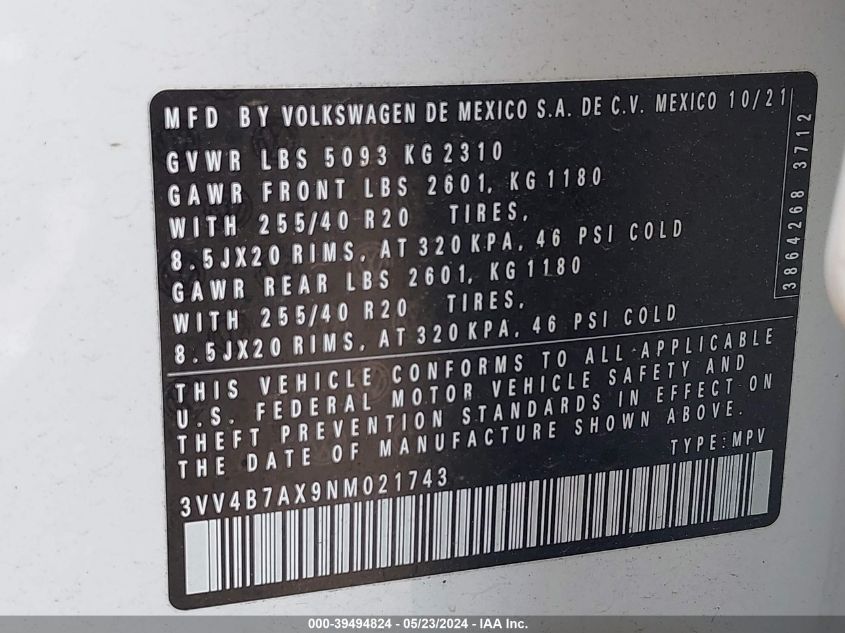 MFD BY VOLKSWAGEN DE MEXICO S.A. DE C.V. MEXICO 10/21
GVWR LBS 5093 KG 2310
GAWR FRONT LBS 2601, KG 1180
WITH 255/40 R20 TIRES,
8.5JX20 RIMS, AT 320 KPA, 46 PSI COLD
GAWR REAR LBS 2601, KG 1180
WITH 255/40 R20 TIRES,
8.5JX20 RIMS, AT 320 KPA, 46 PSI COLD
3864268 3712
THIS VEHICLE CONFORMS TO ALL APPLICABLE
U.S. FEDERAL MOTOR VEHICLE SAFETY AND
THEFT PREVENTION STANDARDS IN EFFECT ON
THE DATE OF MANUFACTURE SHOWN ABOVE.
TYPE: MPV
3VV4B7AX9NM021743
000-39494824 - 05/23/2024 - IAAI.com.